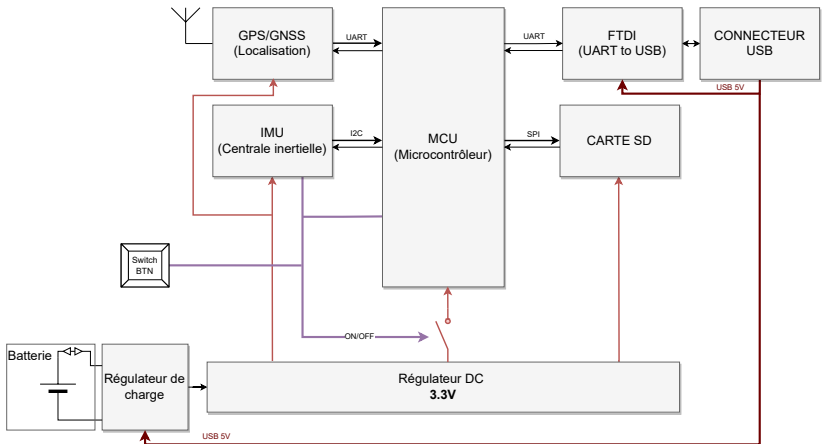 GPS/GNSS
(Localisation)
UART
MCU
(Microcontrôleur)
UART
FTDI
(UART to USB)
CONNECTEUR
USB
USB 5V
IMU
(Centrale inertielle)
I2C
SPI
CARTE SD
Switch
BTN
ON/OFF
Batterie
Régulateur de
charge
Régulateur DC
3.3V
USB 5V